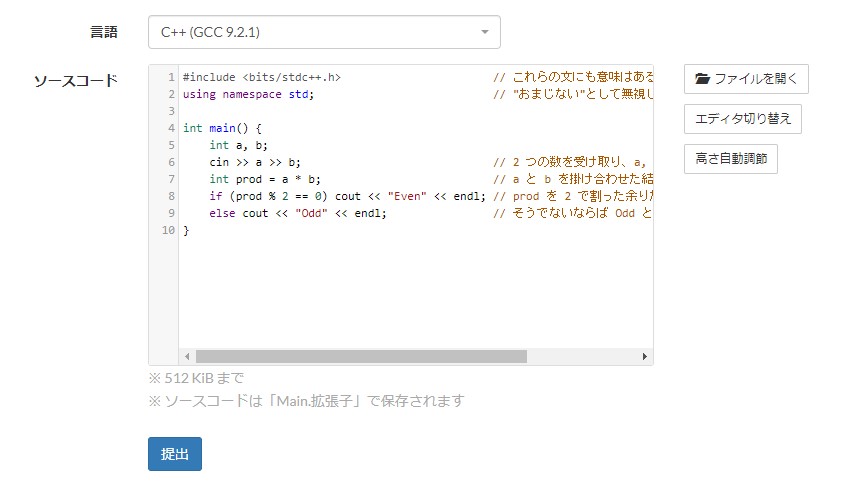 言語
C++ (GCC 9.2.1)
ソースコード
1 #include <bits/stdc++.h> // これらの文にも意味はある
2 using namespace std; // "おまじない"として無視し
3
4 int main() {
5 int a, b;
6 cin >> a >> b; // 2 つの数を受け取り、a,
7 int prod = a * b; // a と b を掛け合わせた結
8 if (prod % 2 == 0) cout << "Even" << endl; // prod を 2 で割った余り
9 else cout << "Odd" << endl; // そうでないならば Odd と
10 }
ファイルを開く
エディタ切り替え
高さ自動調節
※ 512 KiB まで
※ ソースコードは「Main.拡張子」で保存されます
提出